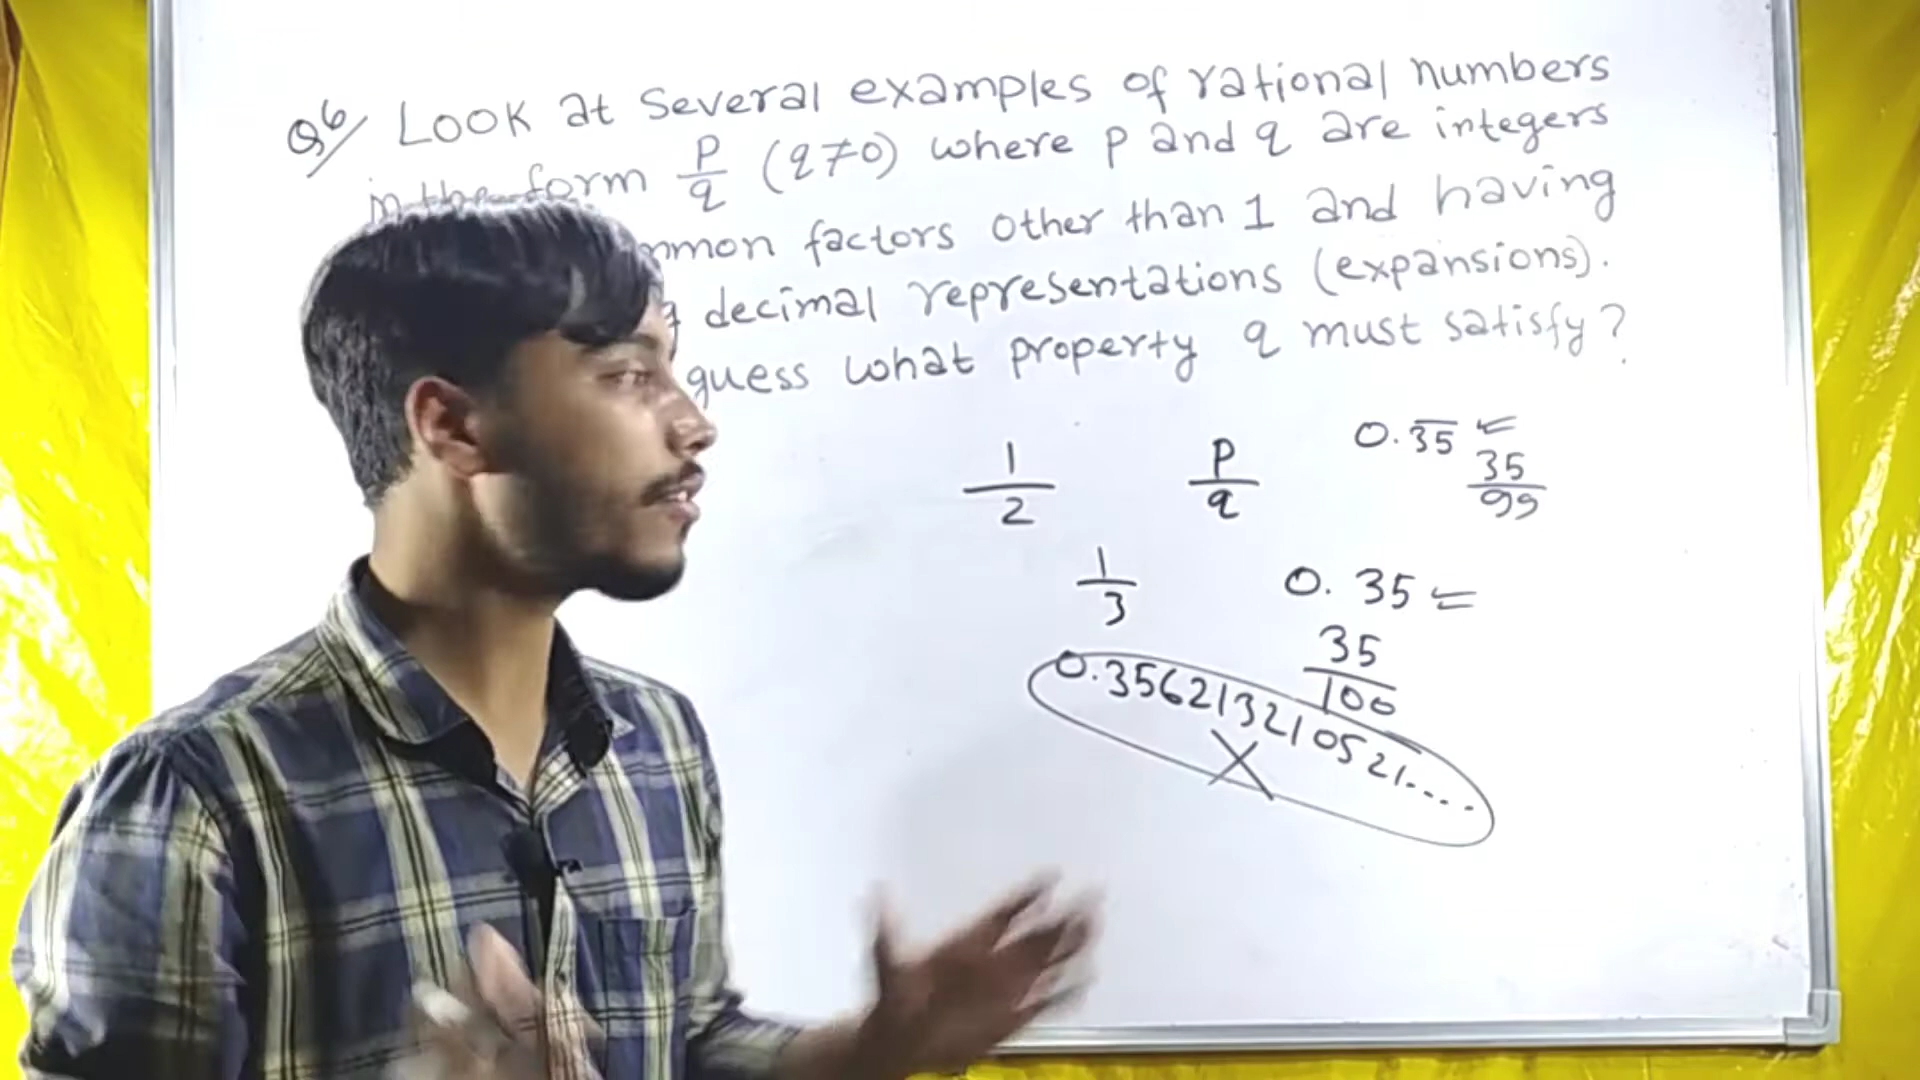 Q6/ Look at several examples of rational numbers
in the form p/q (q≠0) where p and q are integers
factors other than 1 and having
decimal representations (expansions).
guess what property q must satisfy?
1/2 p/q 0.3̅5̅
35/99
1/3 0.35 =
35/100
0.356213210521....
X